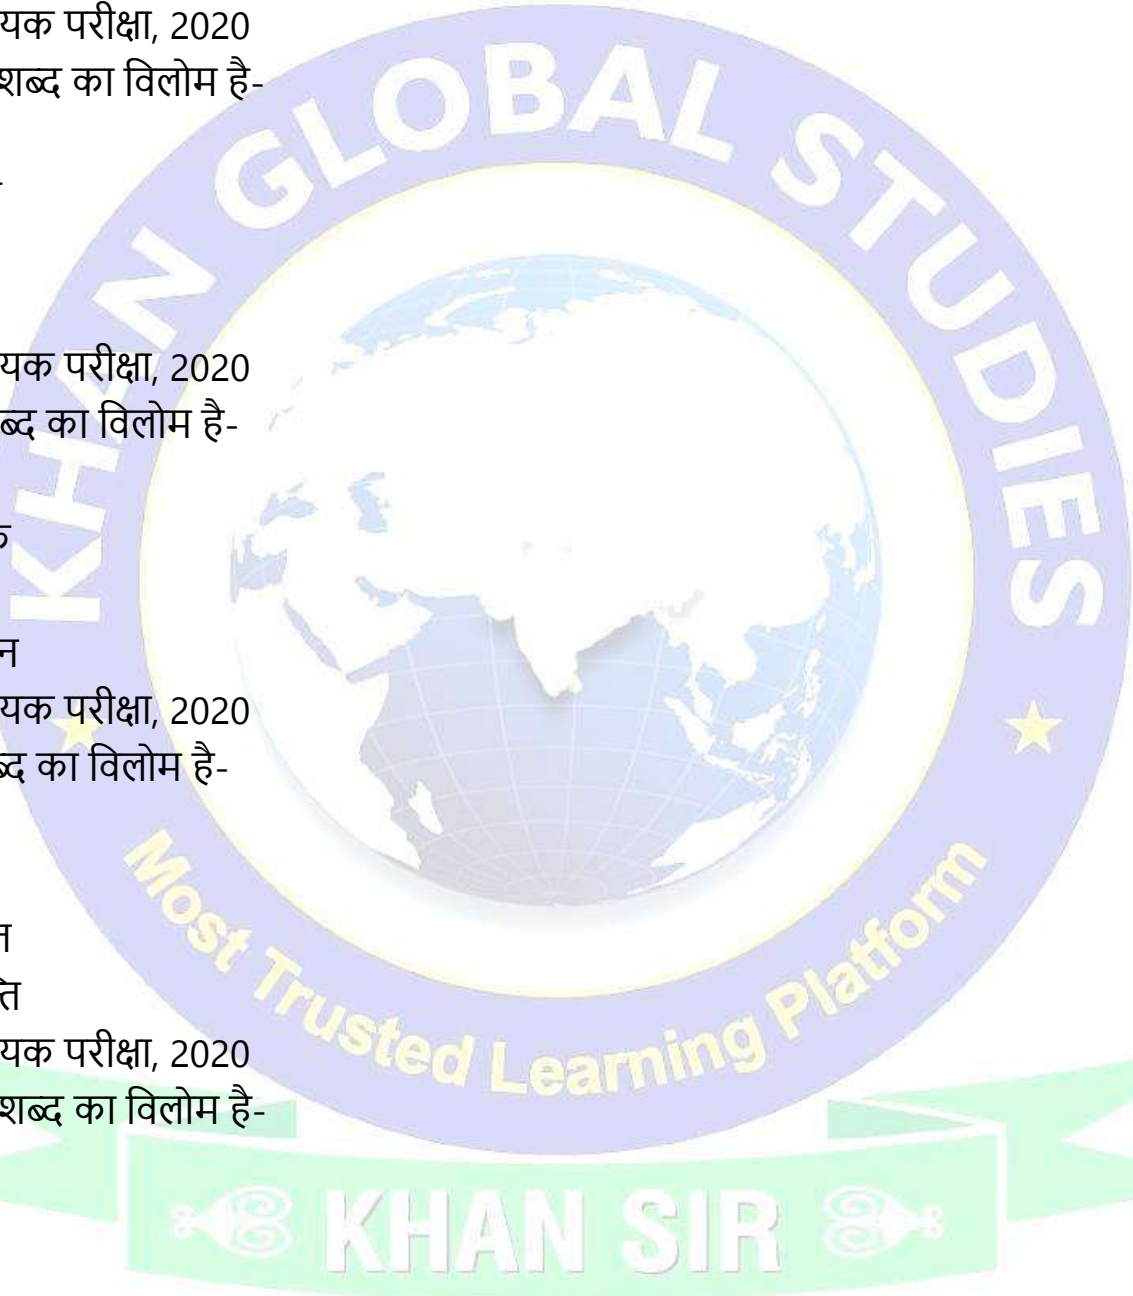 यक परीक्षा, 2020
शब्द का विलोम है-
यक परीक्षा, 2020
ब्द का विलोम है-
क
न
यक परीक्षा, 2020
ब्द का विलोम है-
न
ते
यक परीक्षा, 2020
शब्द का विलोम है-
KHAN GLOBAL STUDIES
Most Trusted Learning Platform
KHAN SIR